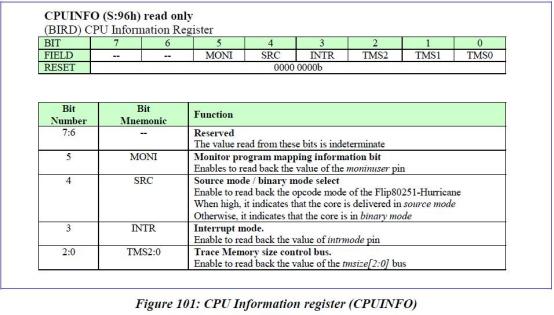 CPUINFO (S:96h) read only
(BIRD) CPU Information Register
BIT 7 6 5 4 3 2 1 0
FIELD -- -- MONI SRC INTR TMS2 TMS1 TMS0
RESET 0000 0000b
Bit Number Bit Mnemonic Function
7:6 -- Reserved
The value read from these bits is indeterminate
5 MONI Monitor program mapping information bit
Enables to read back the value of the moninuser pin
4 SRC Source mode / binary mode select
Enable to read back the opcode mode of the Flip80251-Hurricane
When high, it indicates that the core is delivered in source mode
Otherwise, it indicates that the core is in binary mode
3 INTR Interrupt mode.
Enable to read back the value of intrmode pin
2:0 TMS2:0 Trace Memory size control bus.
Enable to read back the value of the tmsize[2:0] bus
Figure 101: CPU Information register (CPUINFO)